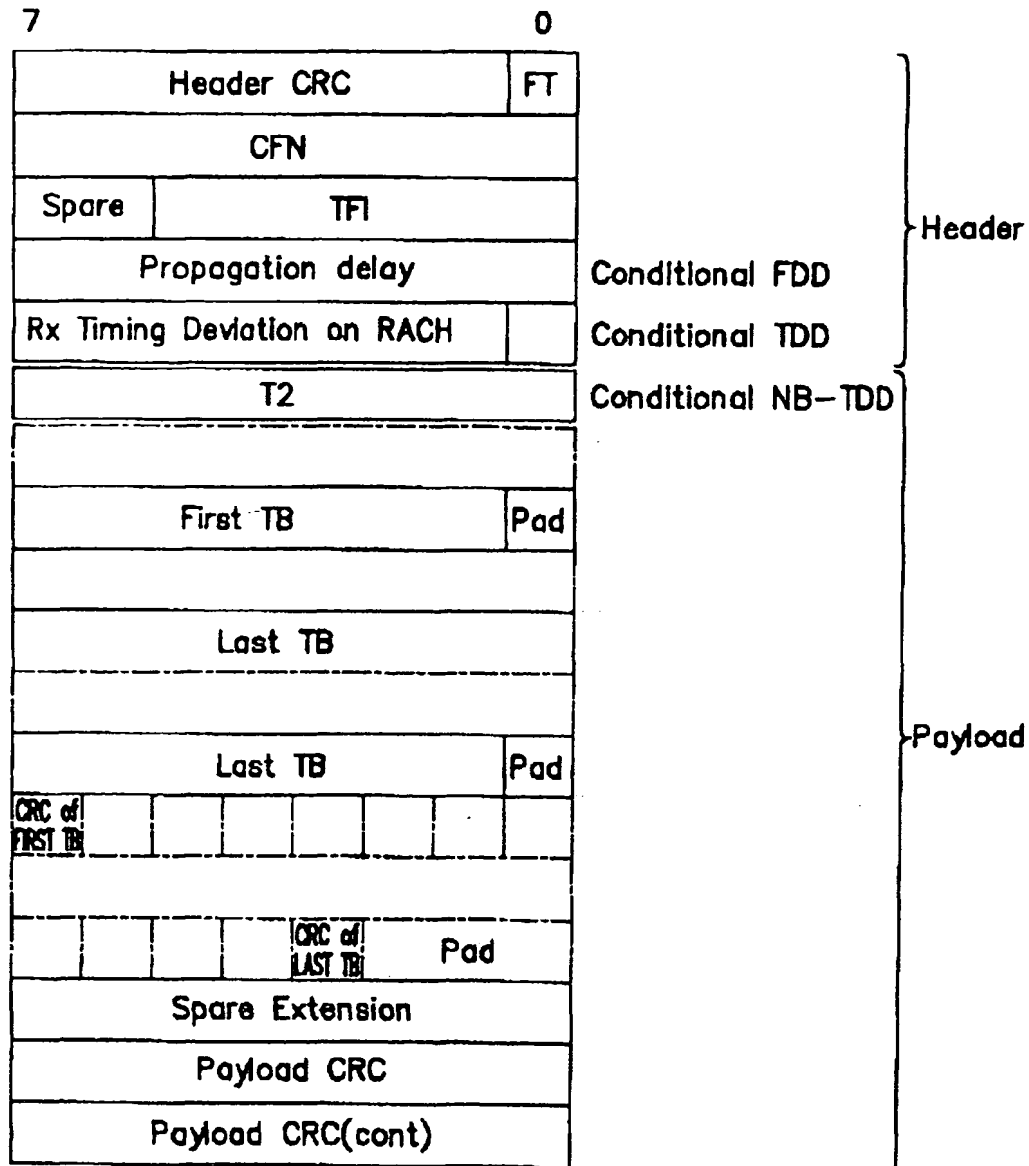 7 0
Header CRC FT
CFN
Spare TFI
Header
Propagation delay Conditional FDD
Rx Timing Deviation on RACH Conditional TDD
T2 Conditional NB-TDD
First TB Pad
Last TB
Payload
Last TB Pad
CRC of
FIRST TB
CRC of
LAST TB
Pad
Spare Extension
Payload CRC
Payload CRC(cont)